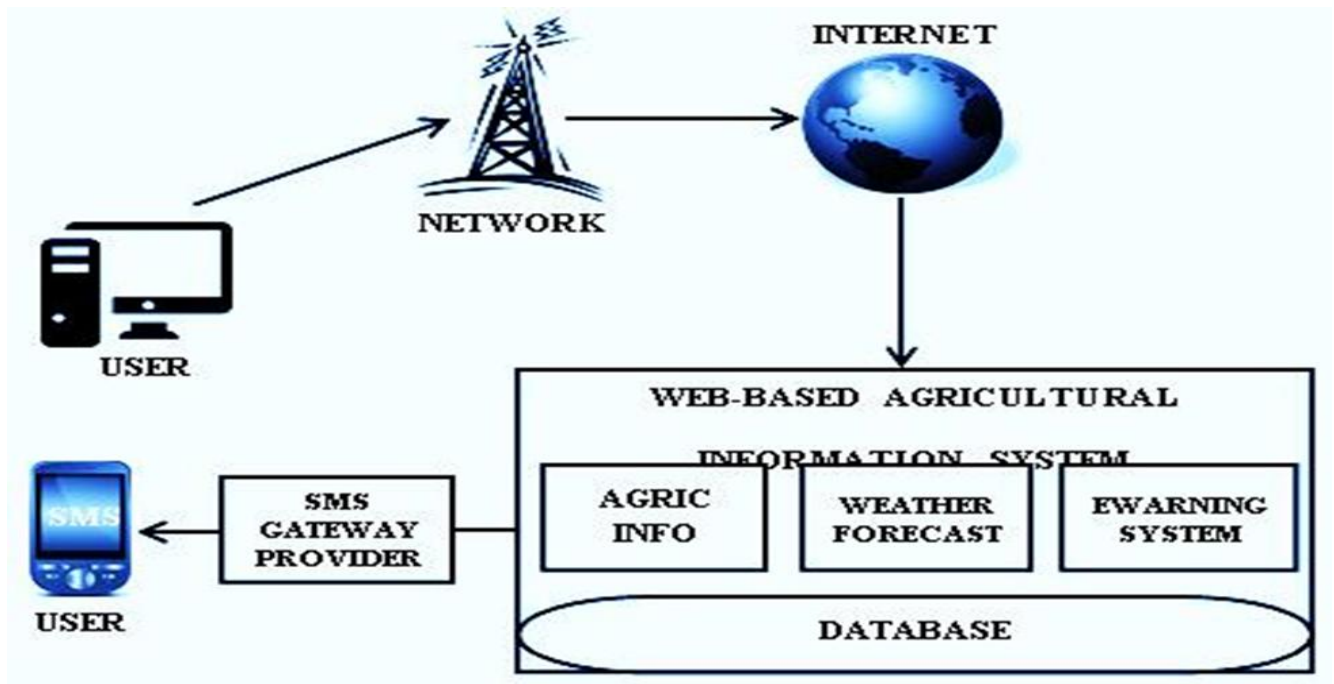 INTERNET
NETWORK
USER
WEB-BASED AGRICULTURAL
INFORMATION SYSTEM
AGRIC
INFO
WEATHER
FORECAST
EWARNING
SYSTEM
DATABASE
SMS
GATEWAY
PROVIDER
SMS
USER